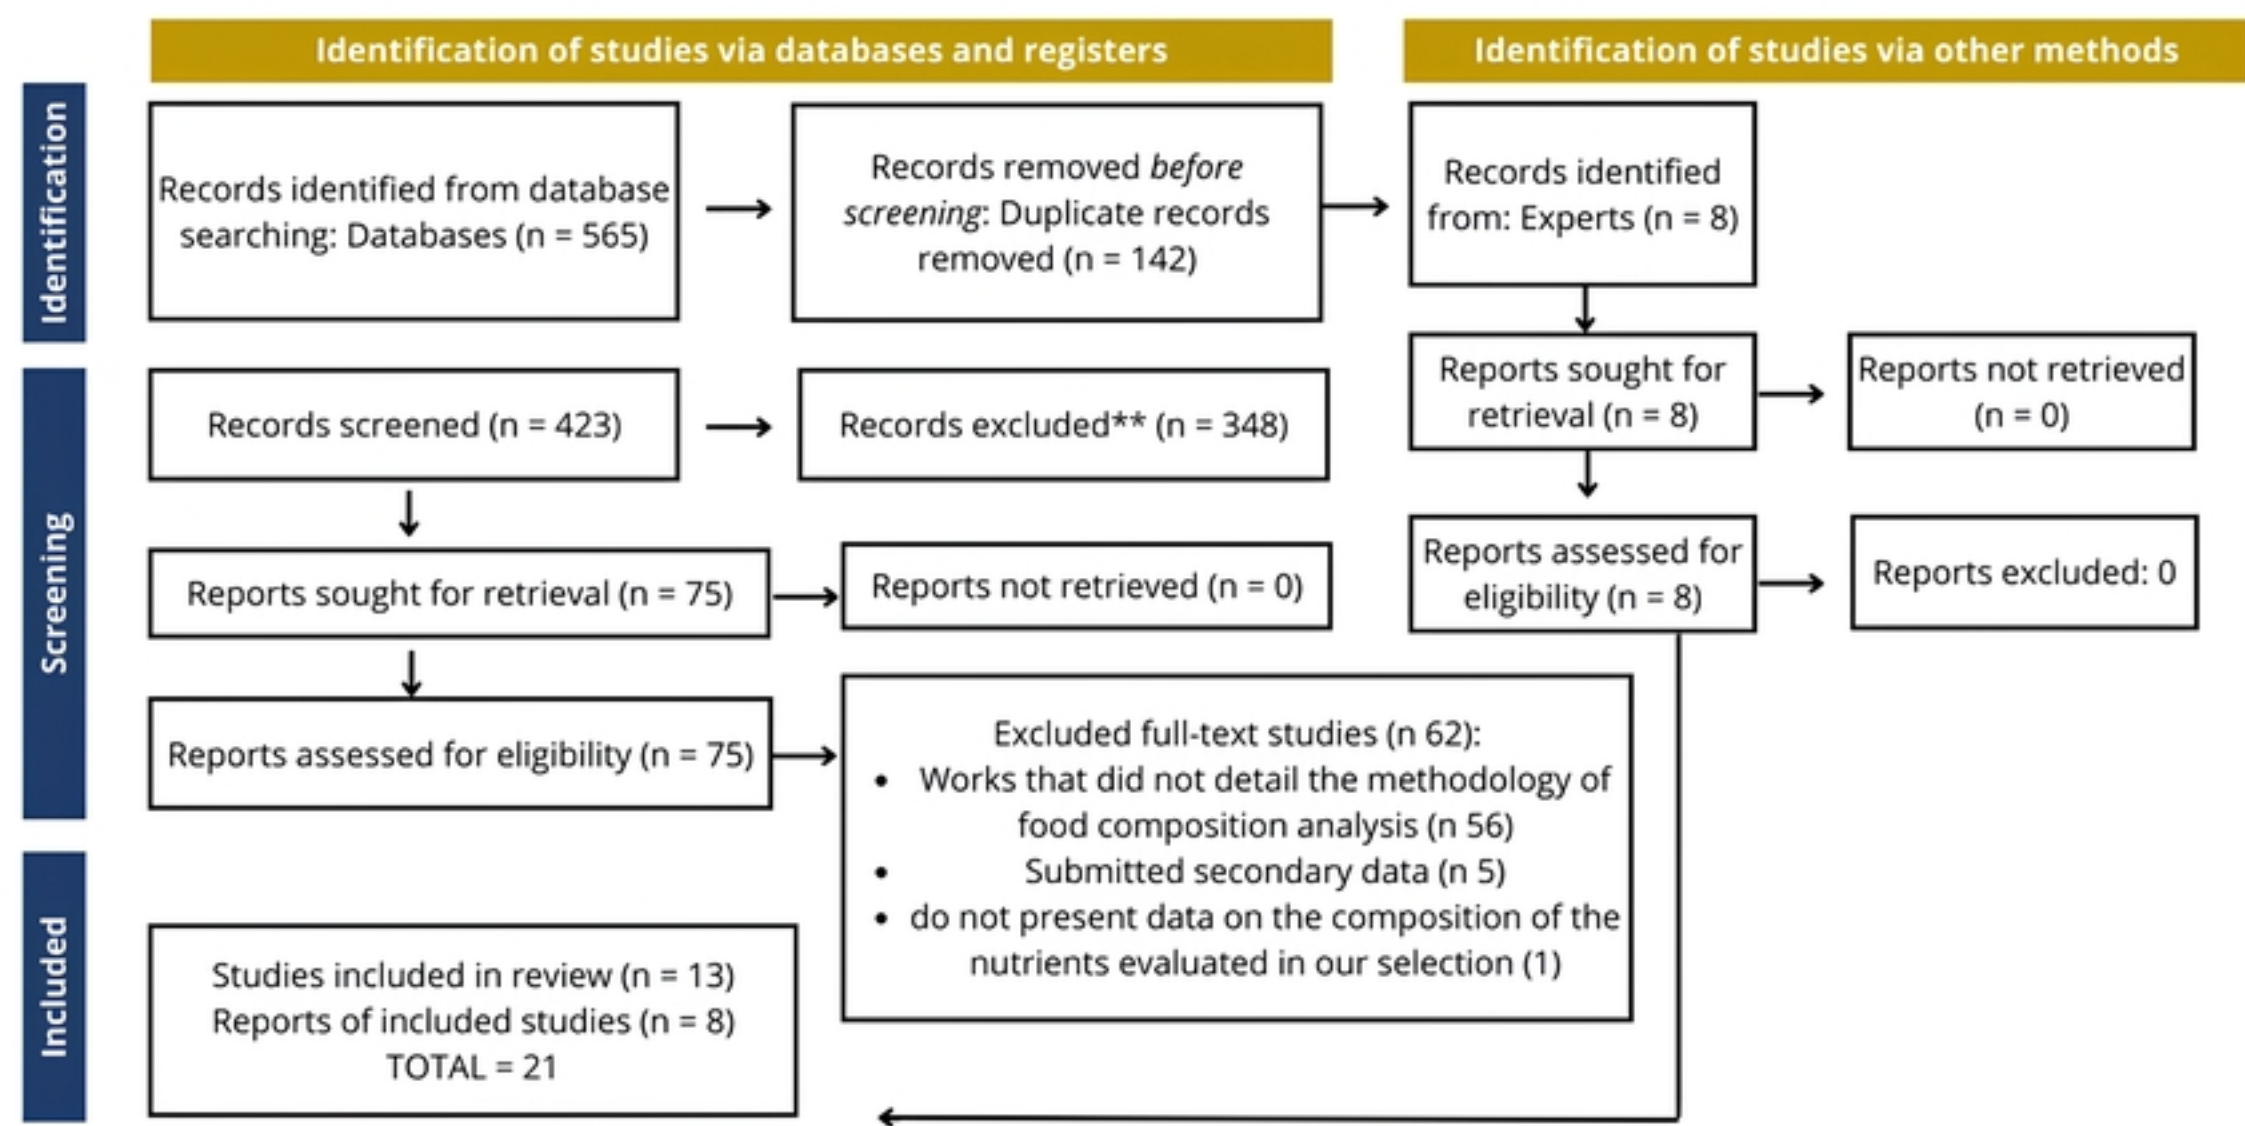 Identification of studies via databases and registers
Identification of studies via other methods
Identification
Records identified from database
searching: Databases (n = 565)
Records removed before
screening: Duplicate records
removed (n = 142)
Records identified
from: Experts (n = 8)
Reports sought for
retrieval (n = 8)
Reports not retrieved
(n = 0)
Screening
Records screened (n = 423)
Records excluded** (n = 348)
Reports sought for retrieval (n = 75)
Reports not retrieved (n = 0)
Reports assessed for
eligibility (n = 8)
Reports excluded: 0
Reports assessed for eligibility (n = 75)
Excluded full-text studies (n 62):
• Works that did not detail the methodology of
food composition analysis (n 56)
• Submitted secondary data (n 5)
• do not present data on the composition of the
nutrients evaluated in our selection (1)
Included
Studies included in review (n = 13)
Reports of included studies (n = 8)
TOTAL = 21